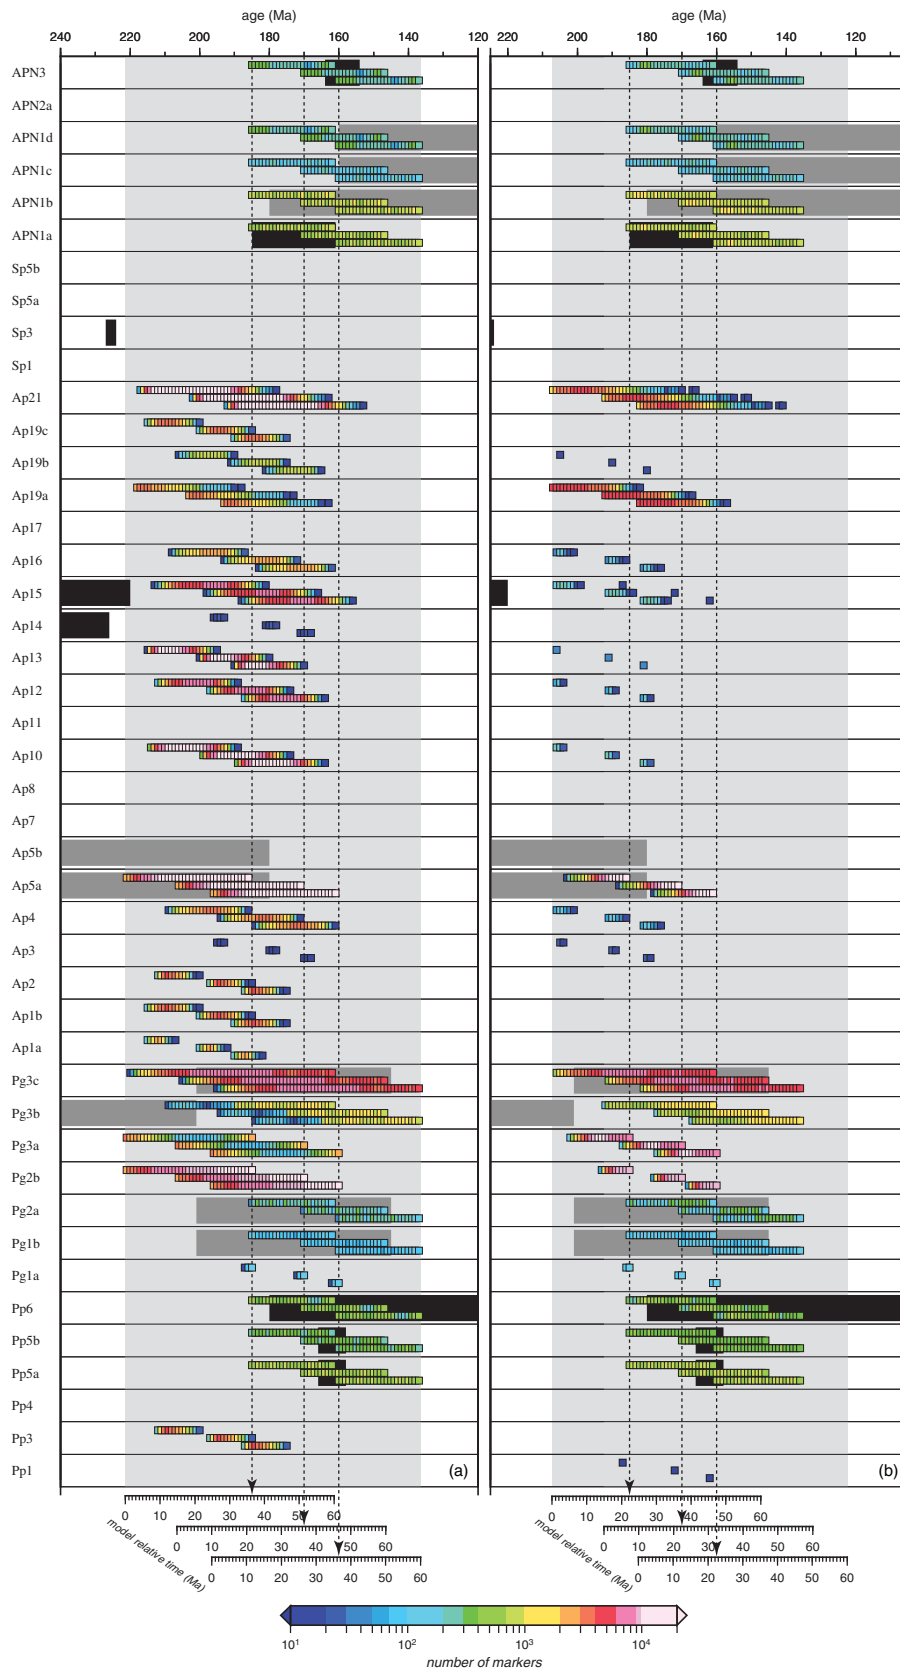 age (Ma)
age (Ma)
240 220 200 180 160 140 120
220 200 180 160 140 120
APN3
APN2a
APN1d
APN1c
APN1b
APN1a
Sp5b
Sp5a
Sp3
Sp1
Ap21
Ap19c
Ap19b
Ap19a
Ap17
Ap16
Ap15
Ap14
Ap13
Ap12
Ap11
Ap10
Ap8
Ap7
Ap5b
Ap5a
Ap4
Ap3
Ap2
Ap1b
Ap1a
Pg3c
Pg3b
Pg3a
Pg2b
Pg2a
Pg1b
Pg1a
Pp6
Pp5b
Pp5a
Pp4
Pp3
Pp1
(a)
(b)
0 10 20 30 40 50 60
0 10 20 30 40 50 60
0 10 20 30 40 50 60
model relative time (Ma)
0 10 20 30 40 50 60
0 10 20 30 40 50 60
0 10 20 30 40 50 60
model relative time (Ma)
10¹ 10² 10³ 10⁴
number of markers